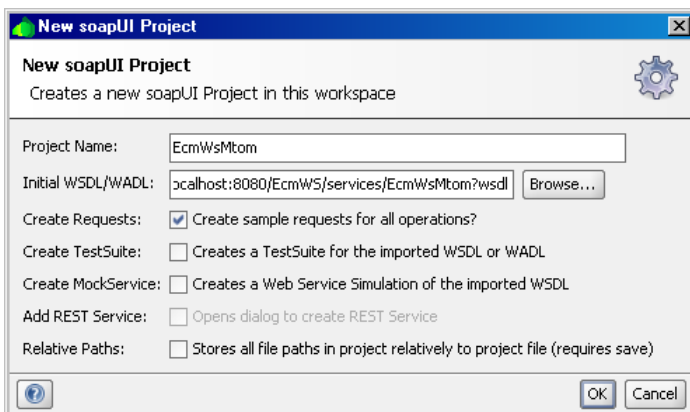 New soapUI Project
New soapUI Project
Creates a new soapUI Project in this workspace
Project Name: EcmWsMtom
Initial WSDL/WADL: ocalhost:8080/EcmWS/services/EcmWsMtom?wsdl Browse...
Create Requests: Create sample requests for all operations?
Create TestSuite: Creates a TestSuite for the imported WSDL or WADL
Create MockService: Creates a Web Service Simulation of the imported WSDL
Add REST Service: Opens dialog to create REST Service
Relative Paths: Stores all file paths in project relatively to project file (requires save)
OK Cancel